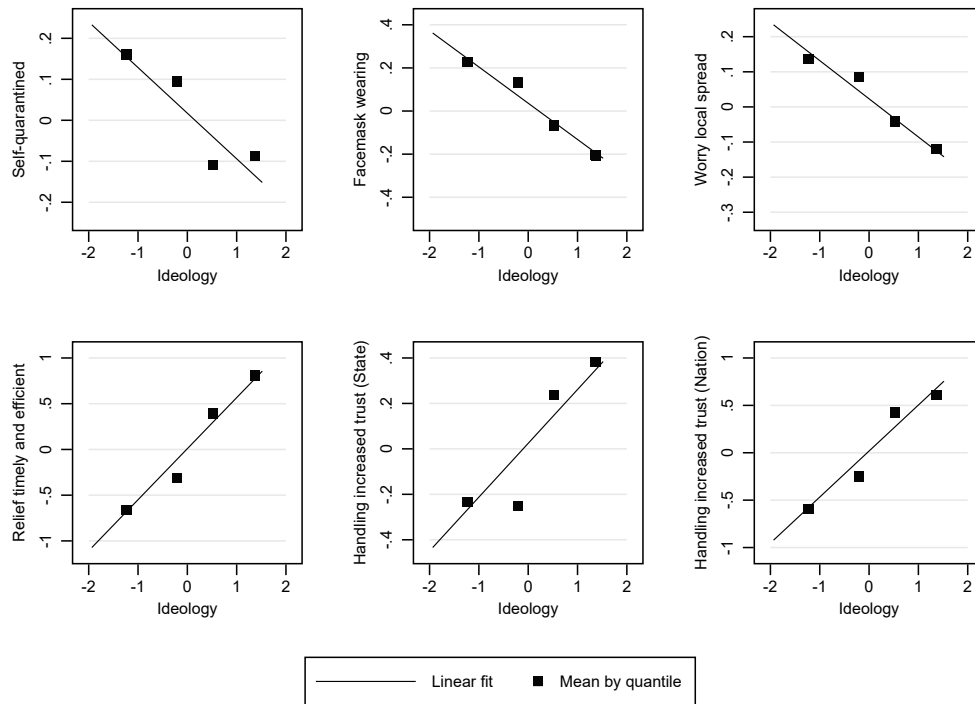 Self-quarantined
.2
.1
0
-.1
-.2
-2 -1 0 1 2
Ideology
Facemask wearing
.4
.2
0
-.2
-.4
-2 -1 0 1 2
Ideology
Worry local spread
.2
.1
0
-.1
-.2
-.3
-2 -1 0 1 2
Ideology
Relief timely and efficient
1
.5
0
-.5
-1
-2 -1 0 1 2
Ideology
Handling increased trust (State)
.4
.2
0
-.2
-.4
-2 -1 0 1 2
Ideology
Handling increased trust (Nation)
1
.5
0
-.5
-1
-2 -1 0 1 2
Ideology
Linear fit Mean by quantile